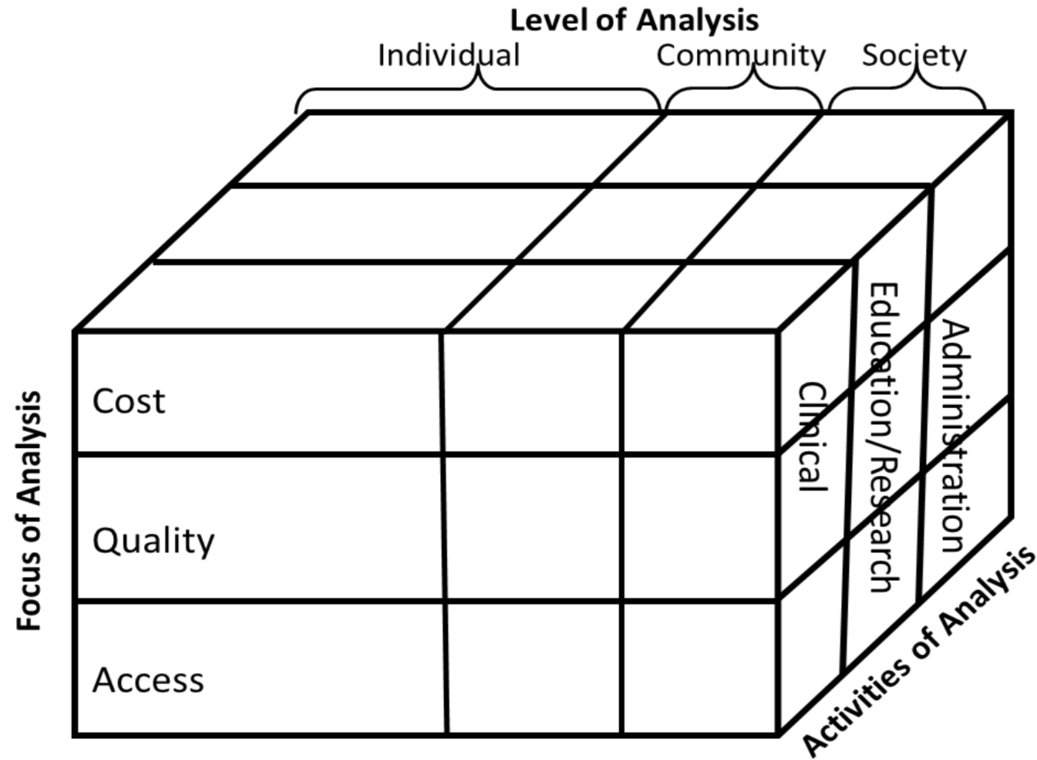 Level of Analysis
Individual
Community
Society
Focus of Analysis
Cost
Quality
Access
Clinical
Education/Research
Administration
Activities of Analysis